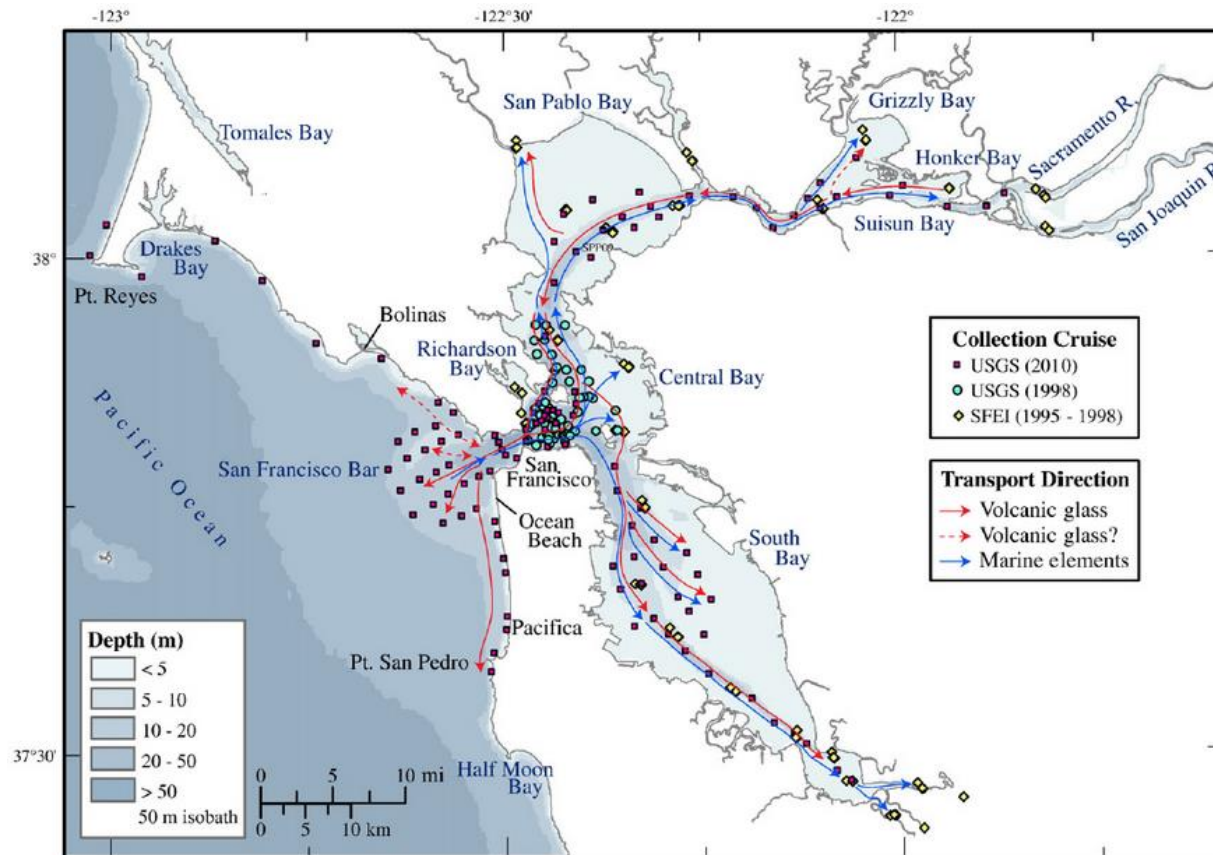 -123°
-122°30'
-122°
San Pablo Bay
Grizzly Bay
Tomales Bay
Honker Bay
Sacramento R.
San Joaquin R.
Suisun Bay
38°
Drakes
Bay
SPP09
Pt. Reyes
Bolinas
Richardson
Bay
Central Bay
Collection Cruise
USGS (2010)
USGS (1998)
SFEI (1995 - 1998)
Pacific Ocean
San Francisco Bar
San
Francisco
Transport Direction
Volcanic glass
Volcanic glass?
Marine elements
Ocean
Beach
South
Bay
Depth (m)
< 5
5 - 10
10 - 20
20 - 50
> 50
50 m isobath
Pacifica
Pt. San Pedro
37°30'
Half Moon
Bay
0 5 10 mi
0 5 10 km